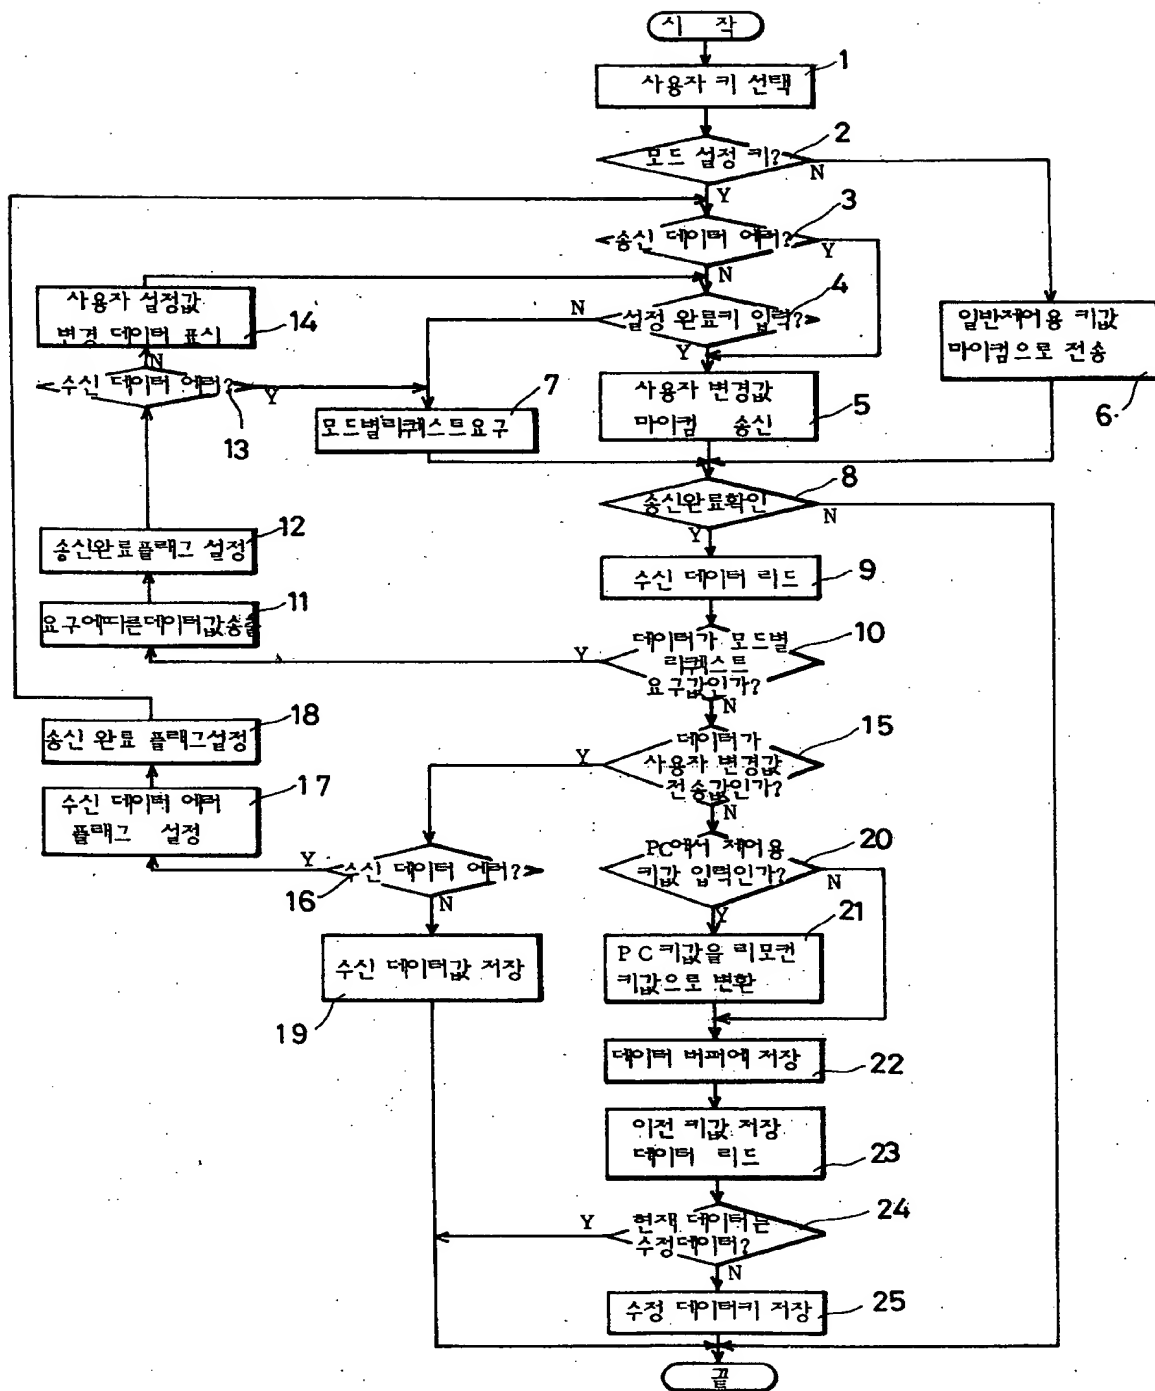 시 작
1
사용자 키 선택
2
모드 설정 키?
N
Y
3
송신 데이터 에러?
Y
N
사용자 설정값
변경 데이터 표시
14
4
설정 완료키 입력?
N
Y
일반제어용 키값
마이컴으로 전송
6
N
수신 데이터 에러?
Y
13
7
모드별리퀘스트요구
사용자 변경값
마이컴 송신
5
8
송신완료확인
N
Y
12
송신완료플래그 설정
수신 데이터 리드
9
11
요구에따른데이터값송출
10
데이터가 모드별
리퀘스트
요구값인가?
Y
N
18
송신 완료 플래그설정
15
데이터가
사용자 변경값
전송값인가?
Y
N
17
수신 데이터 에러
플래그 설정
20
PC에서 제어용
키값 입력인가?
N
Y
Y
수신 데이터 에러?
16
N
21
PC키값을 리모컨
키값으로 변환
수신 데이터값 저장
19
데이터 버퍼에 저장
22
이전 키값 저장
데이터 리드
23
24
현재 데이터는
수정데이터?
Y
N
수정 데이터키 저장
25
끝